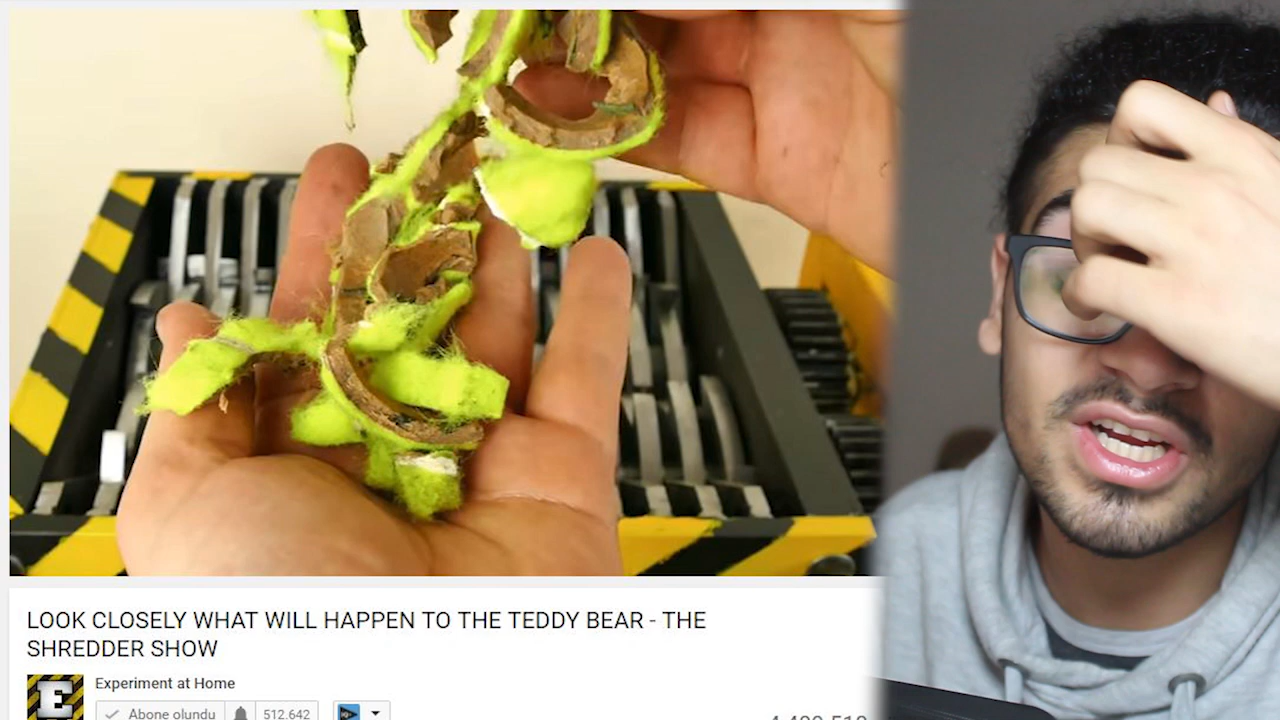 LOOK CLOSELY WHAT WILL HAPPEN TO THE TEDDY BEAR - THE
SHREDDER SHOW
E
Experiment at Home
Abone olundu 512.642